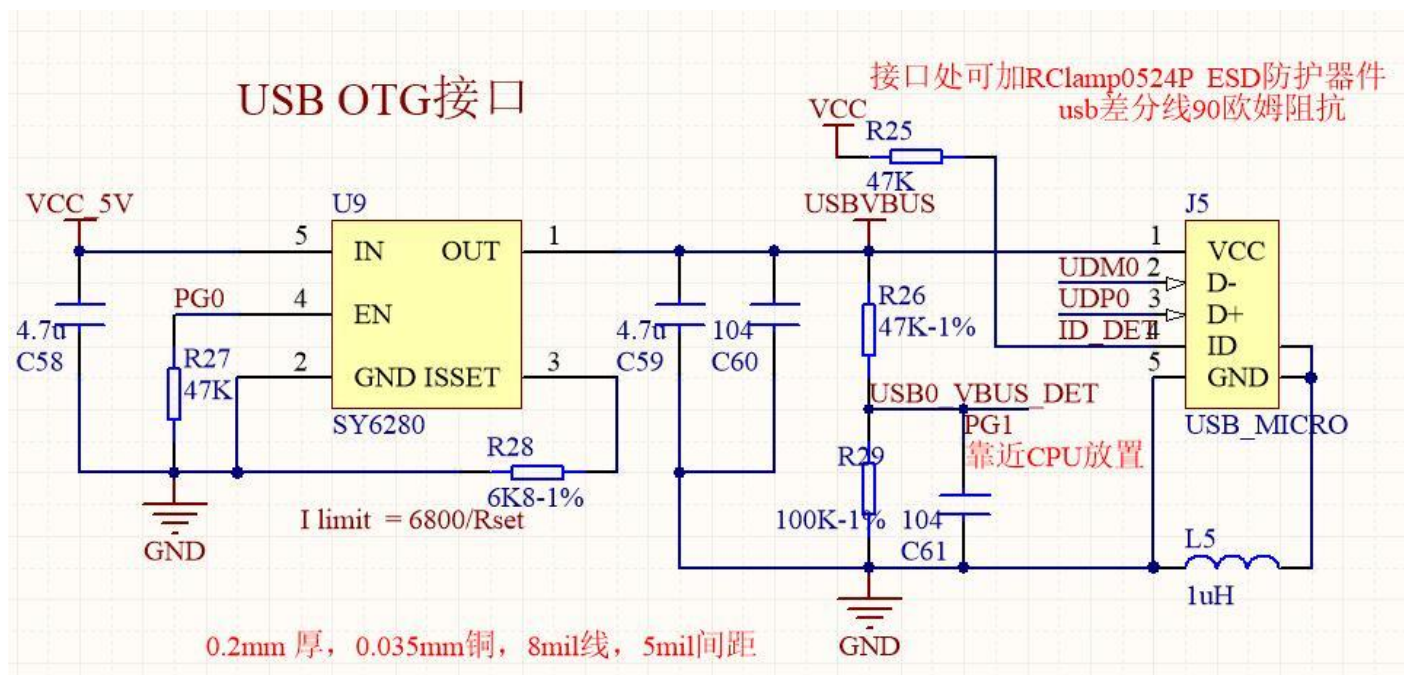 接口处可加RClamp0524P ESD防护器件
usb差分线90欧姆阻抗
USB OTG接口
VCC
R25
47K
VCC_5V
U9
USBVBUS
J5
5
IN
OUT
1
1
VCC
UDM0
2
D-
PG0
4
EN
R26
47K-1%
UDP0
3
D+
4.7u
C58
4.7u
C59
104
C60
ID_DET
4
ID
R27
47K
2
GND
ISSET
3
5
GND
SY6280
USB0_VBUS_DET
PG1
USB_MICRO
靠近CPU放置
R28
6K8-1%
R29
100K-1%
I limit = 6800/Rset
104
C61
GND
L5
1uH
0.2mm 厚，0.035mm铜，8mil线，5mil间距
GND